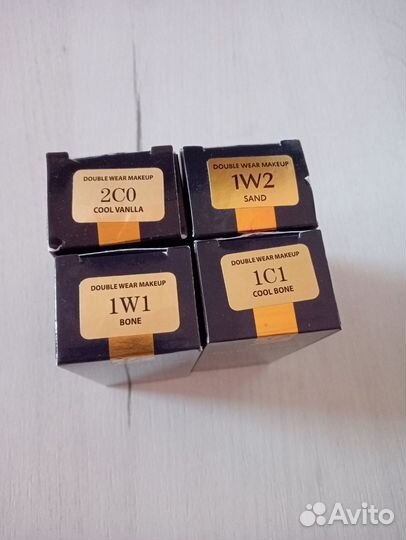 DOUBLE WEAR MAKEUP
2C0
COOL VANLLA
DOUBLE WEAR MAKEUP
1W2
SAND
DOUBLE WEAR MAKEUP
1W1
BONE
DOUBLE WEAR MAKEUP
1C1
COOL BONE
Avito